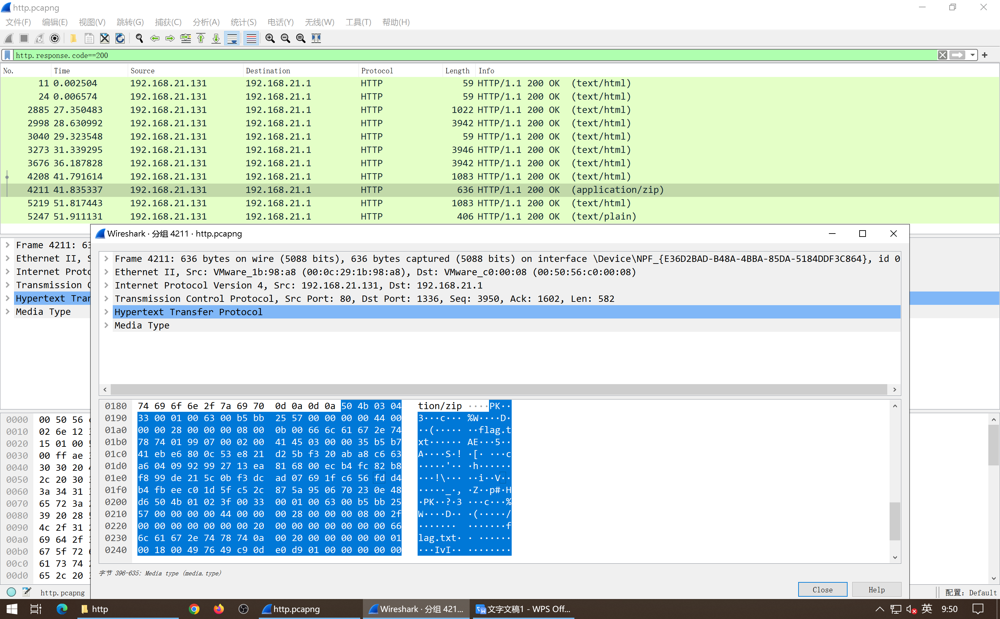 http.pcapng
文件(F) 编辑(E) 视图(V) 跳转(G) 捕获(C) 分析(A) 统计(S) 电话(Y) 无线(W) 工具(T) 帮助(H)
http.response.code==200
No. Time Source Destination Protocol Length Info
11 0.002504 192.168.21.131 192.168.21.1 HTTP 59 HTTP/1.1 200 OK (text/html)
24 0.006574 192.168.21.131 192.168.21.1 HTTP 59 HTTP/1.1 200 OK (text/html)
2885 27.350483 192.168.21.131 192.168.21.1 HTTP 1022 HTTP/1.1 200 OK (text/html)
2998 28.630992 192.168.21.131 192.168.21.1 HTTP 3942 HTTP/1.1 200 OK (text/html)
3040 29.323548 192.168.21.131 192.168.21.1 HTTP 59 HTTP/1.1 200 OK (text/html)
3273 31.339295 192.168.21.131 192.168.21.1 HTTP 3946 HTTP/1.1 200 OK (text/html)
3676 36.187828 192.168.21.131 192.168.21.1 HTTP 3942 HTTP/1.1 200 OK (text/html)
4208 41.791614 192.168.21.131 192.168.21.1 HTTP 1083 HTTP/1.1 200 OK (text/html)
4211 41.835337 192.168.21.131 192.168.21.1 HTTP 636 HTTP/1.1 200 OK (application/zip)
5219 51.817443 192.168.21.131 192.168.21.1 HTTP 1083 HTTP/1.1 200 OK (text/html)
5247 51.911131 192.168.21.131 192.168.21.1 HTTP 406 HTTP/1.1 200 OK (text/plain)
Frame 4211: 63
Ethernet II, S
Internet Proto
Transmission C
Hypertext Tran
Media Type
0000 00 50 56
0010 02 6e 12
0020 15 01 00
0030 00 ff ae
0040 30 30 20
0050 2c 20 30
0060 3a 34 31
0070 65 72 3a
0080 39 20 28
0090 4c 2f 31
00a0 69 64 2f
00b0 67 5f 72
00c0 61 73 74
00d0 65 2c 20
Wireshark · 分组 4211 · http.pcapng
Frame 4211: 636 bytes on wire (5088 bits), 636 bytes captured (5088 bits) on interface \Device\NPF_{E36D2BAD-B48A-4BBA-85DA-5184DDF3C864}, id 0
Ethernet II, Src: VMware_1b:98:a8 (00:0c:29:1b:98:a8), Dst: VMware_c0:00:08 (00:50:56:c0:00:08)
Internet Protocol Version 4, Src: 192.168.21.131, Dst: 192.168.21.1
Transmission Control Protocol, Src Port: 80, Dst Port: 1336, Seq: 3950, Ack: 1602, Len: 582
Hypertext Transfer Protocol
Media Type
0180 74 69 6f 6e 2f 7a 69 70 0d 0a 0d 0a 50 4b 03 04 tion/zip ····PK··
0190 33 00 01 00 63 00 b5 bb 25 57 00 00 00 00 44 00 3···c··· %W····D·
01a0 00 00 28 00 00 00 08 00 0b 00 66 6c 61 67 2e 74 ··(····· ··flag.t
01b0 78 74 01 99 07 00 02 00 41 45 03 00 00 35 b5 b7 xt······ AE···5··
01c0 41 eb e6 80 0c 53 e8 21 d2 5b f3 20 ab a8 c6 63 A····S·! ·[· ···c
01d0 a6 04 09 92 99 27 13 ea 81 68 00 ec b4 fc 82 b8 ·····'·· ·h······
01e0 f8 99 de 21 5c 0b f3 dc ad 07 69 1f c6 56 fd d4 ···!\··· ··i··V··
01f0 b4 fb ee c0 1d 5f c5 2c 87 5a 95 06 70 23 0e 48 ·····_·, ·Z··p#·H
0200 d6 50 4b 01 02 3f 00 33 00 01 00 63 00 b5 bb 25 ·PK··?·3 ···c···%
0210 57 00 00 00 00 44 00 00 00 28 00 00 00 08 00 2f W····D·· ·(·····/
0220 00 00 00 00 00 00 00 20 00 00 00 00 00 00 00 66 ······· ·······f
0230 6c 61 67 2e 74 78 74 0a 00 20 00 00 00 00 00 01 lag.txt· · ······
0240 00 18 00 49 76 49 c9 0d e0 d9 01 00 00 00 00 00 ···IvI·· ········
字节 396-635: Media type (media.type)
Close Help
http.pcapng
配置: Default
http http.pcapng Wireshark · 分组 421... 文字文稿1 - WPS Off... 英 9:50